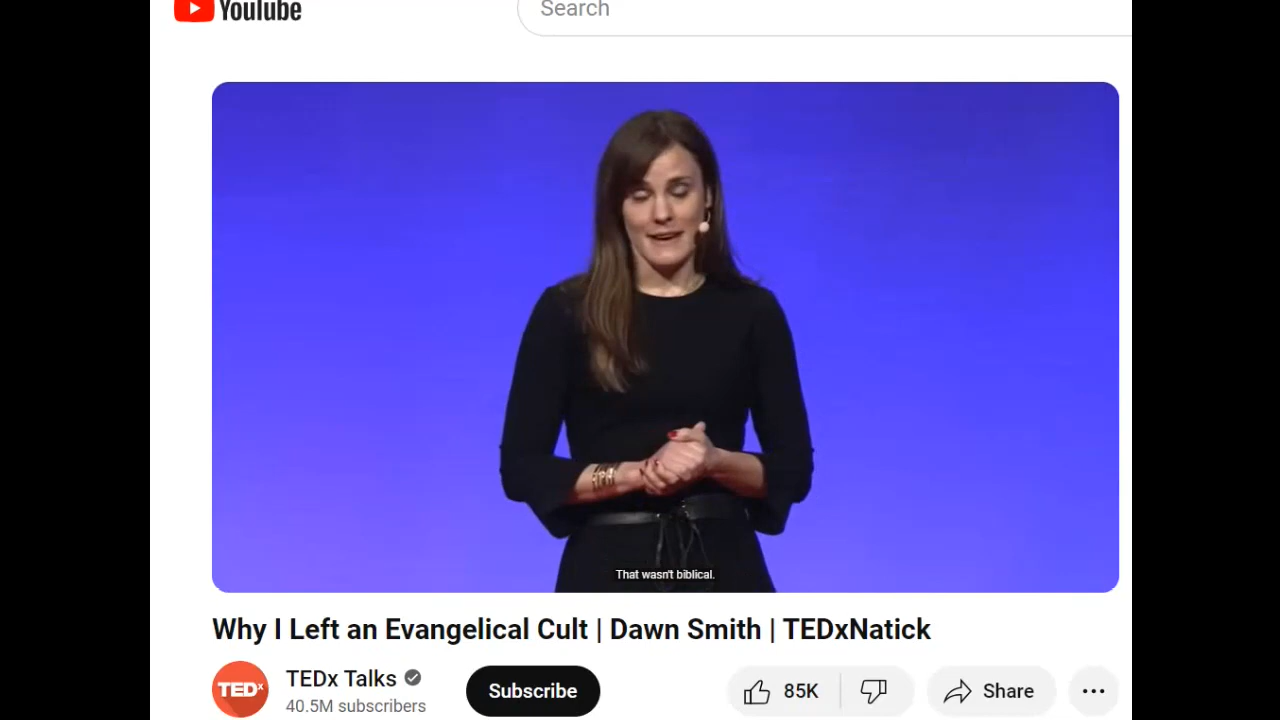 YouTube
Search
That wasn't biblical.
Why I Left an Evangelical Cult | Dawn Smith | TEDxNatick
TEDx
TEDx Talks
40.5M subscribers
Subscribe
85K
Share